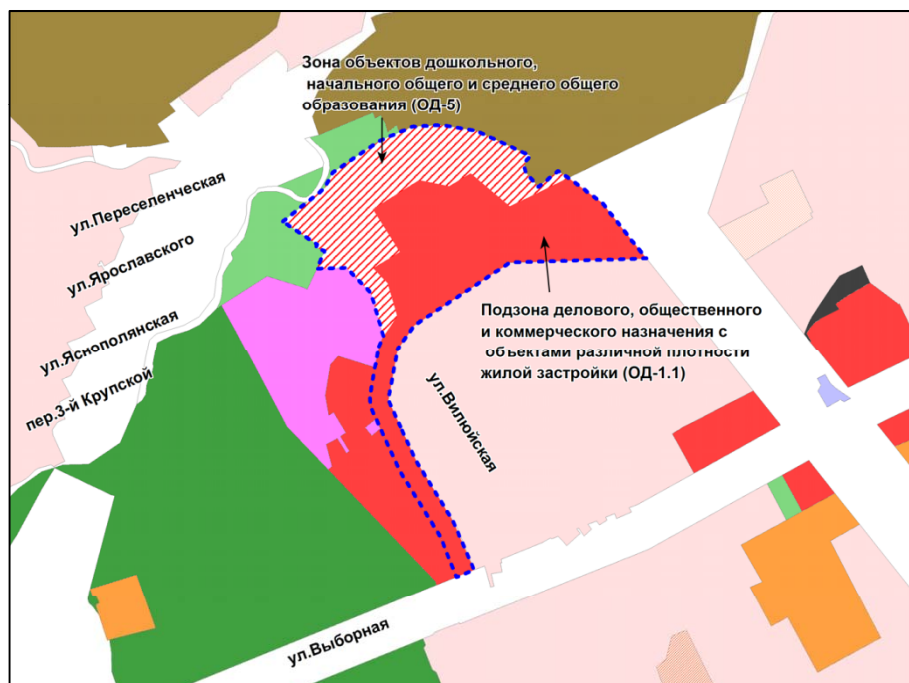 Зона объектов дошкольного,
начального общего и среднего общего
образования (ОД-5)
ул.Переселенческая
ул.Ярославского
ул.Яснополянская
пер.3-й Крупской
Подзона делового, общественного
и коммерческого назначения с
объектами различной плотности
жилой застройки (ОД-1.1)
ул.Вилюйская
ул.Выборная